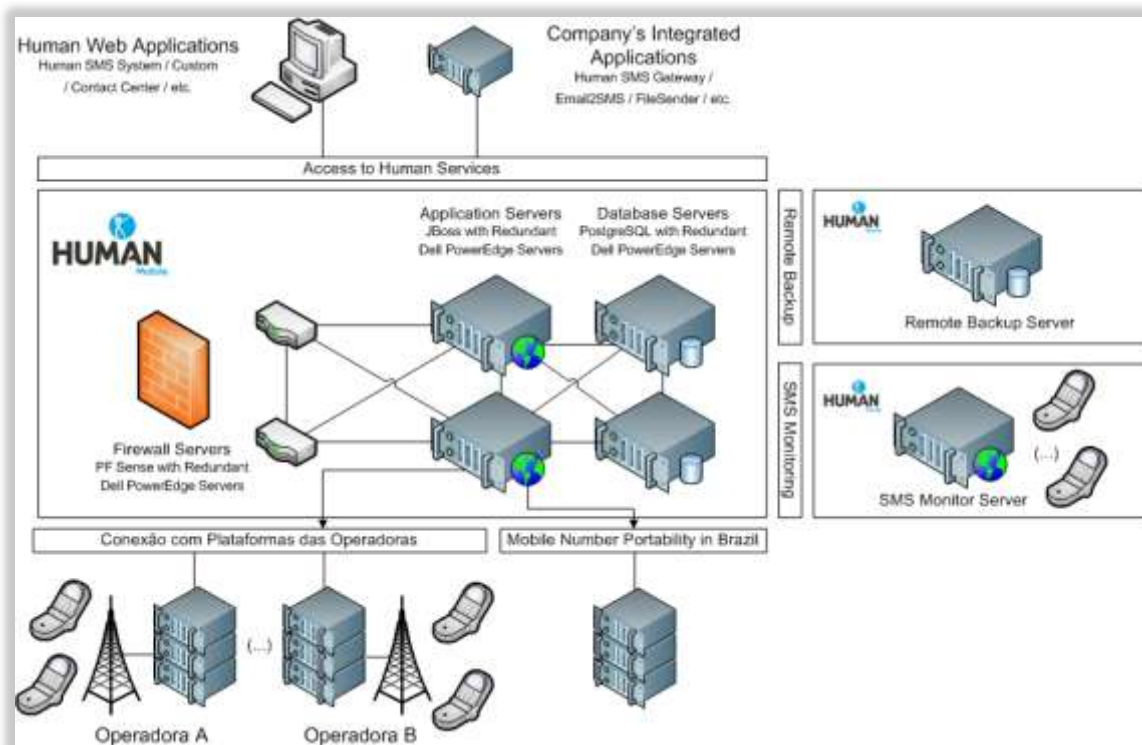 Human Web Applications
Human SMS System / Custom
/ Contact Center / etc.
Company's Integrated
Applications
Human SMS Gateway /
Email2SMS / FileSender / etc.
Access to Human Services
HUMAN
Mobile
Application Servers
JBoss with Redundant
Dell PowerEdge Servers
Database Servers
PostgreSQL with Redundant
Dell PowerEdge Servers
Firewall Servers
PF Sense with Redundant
Dell PowerEdge Servers
Remote Backup
HUMAN
Remote Backup Server
SMS Monitoring
HUMAN
(...)
SMS Monitor Server
Conexão com Plataformas das Operadoras
Mobile Number Portability in Brazil
(...)
Operadora A
Operadora B